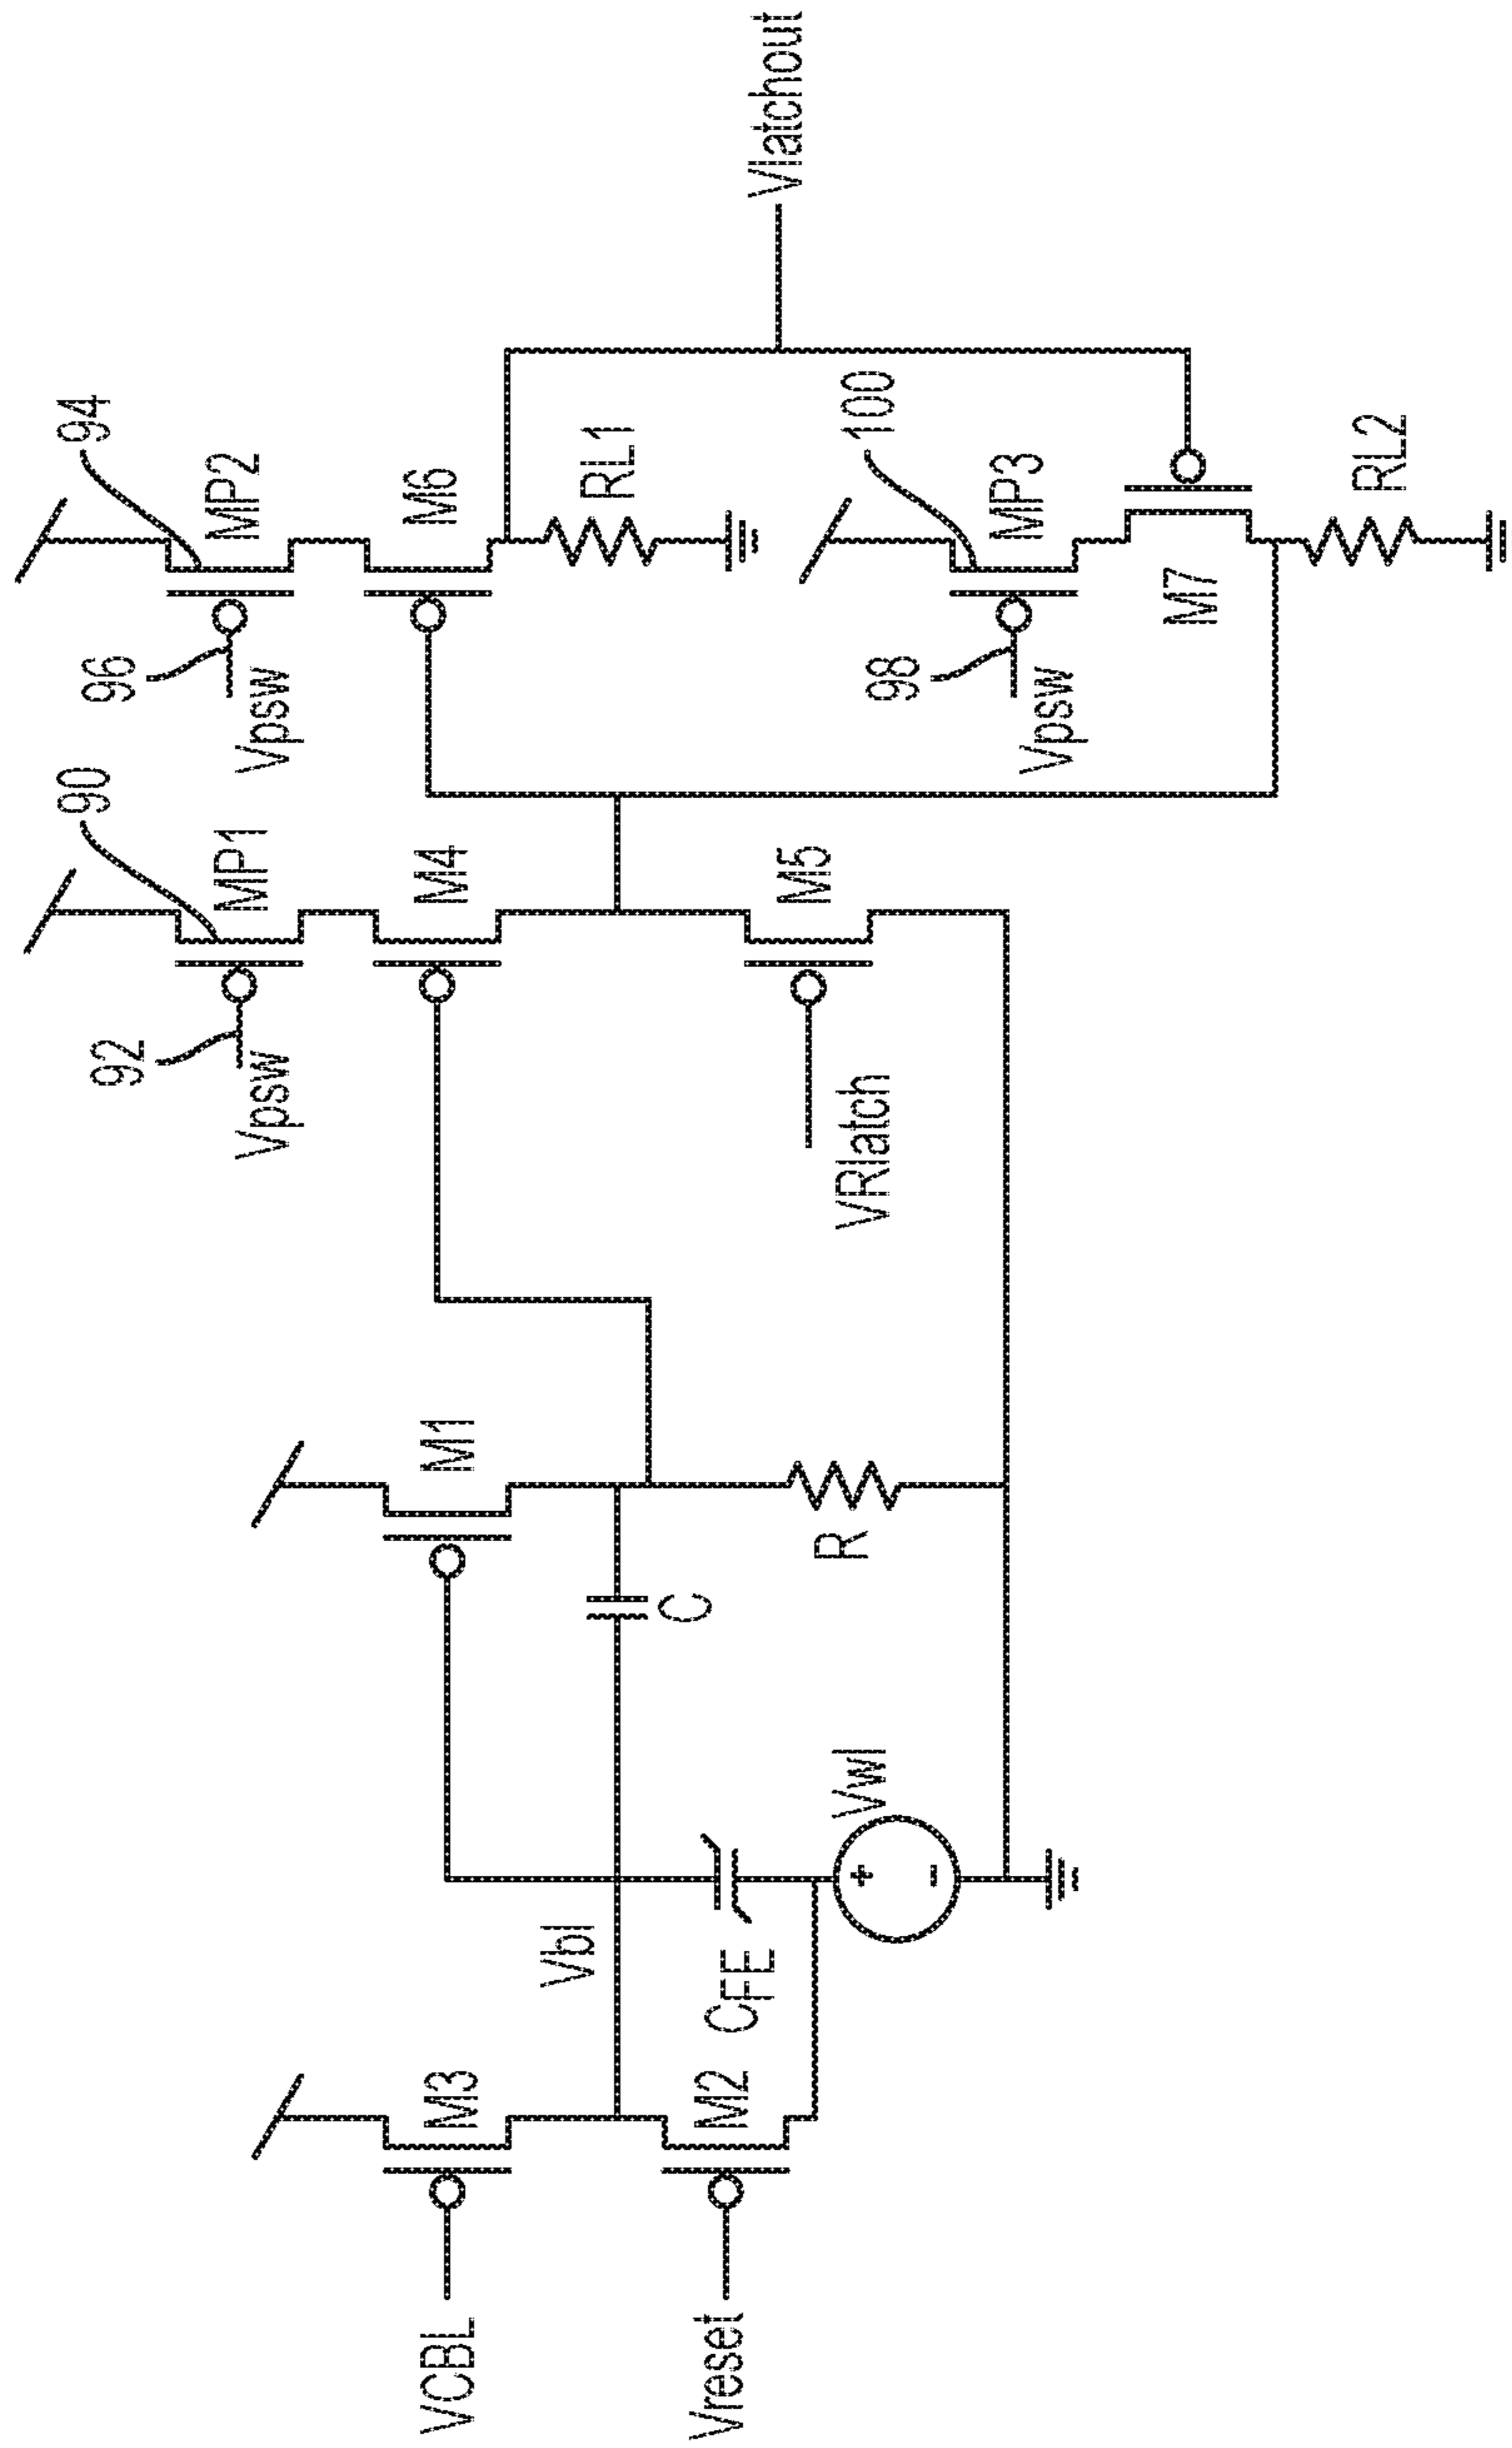 94
MP2
96
Vpsw
M6
RL1
Vlatchout
100
MP3
98
Vpsw
M7
RL2
90
MP1
92
Vpsw
M4
M5
VRlatch
M1
R
C
Vwl
+
-
Vbl
CFE
M3
M2
VCBL
Vreset